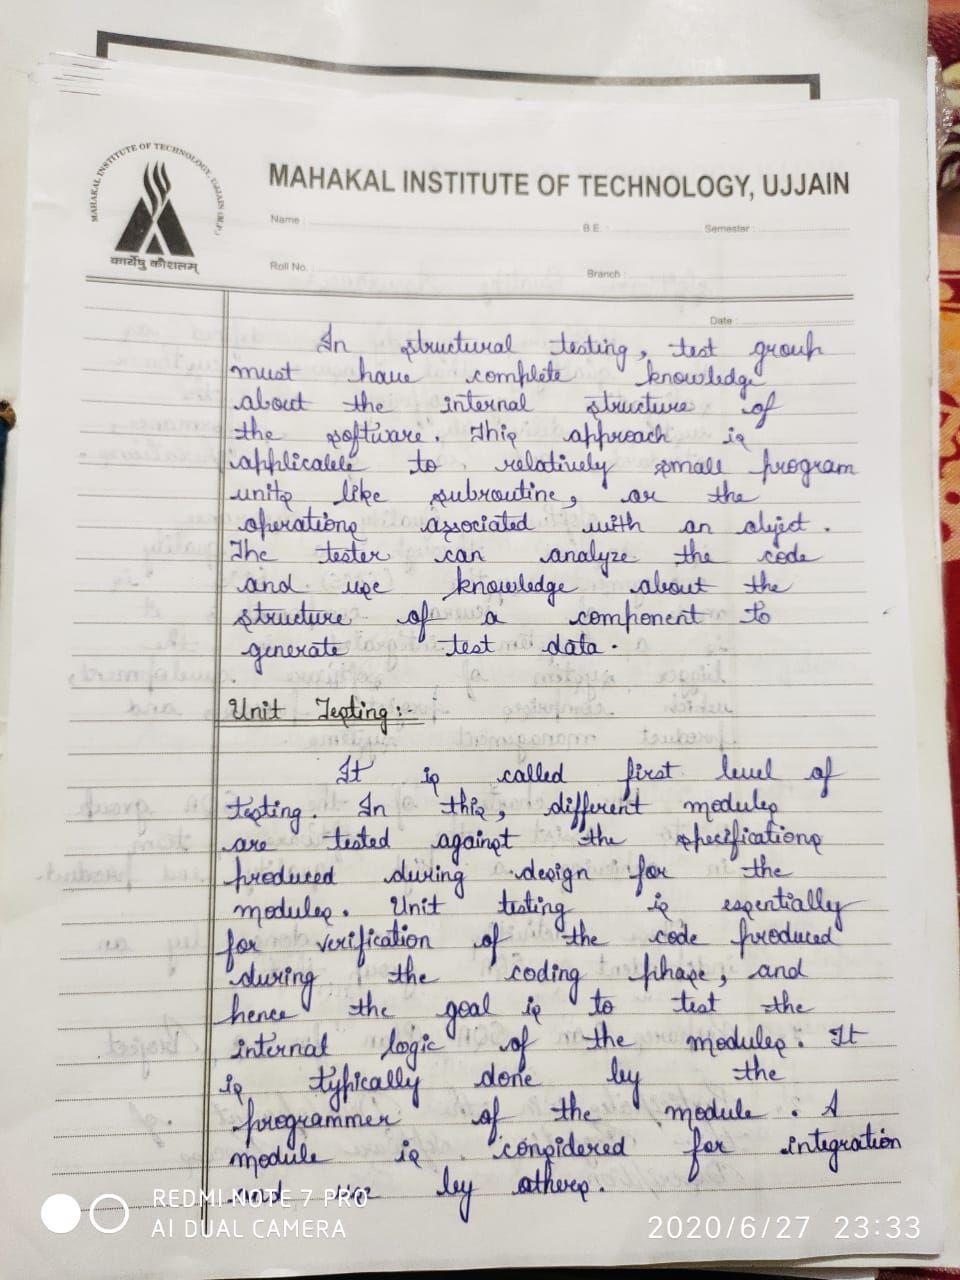 MAHAKAL INSTITUTE OF TECHNOLOGY, UJJAIN (M.P.)
कार्येषु कौशलम्
MAHAKAL INSTITUTE OF TECHNOLOGY, UJJAIN
Name :
B.E. :
Semester :
Roll No. :
Branch :
Date :
In structural testing, test group
must have complete knowledge
about the internal structure of
the software. This approach is
applicable to relatively small program
units like subroutine, or the
operations associated with an object.
The tester can analyze the code
and use knowledge about the
structure of a component to
generate test data.
Unit Testing:-
It is called first level of
testing. In this, different modules
are tested against the specifications
produced during design for the
modules. Unit testing is essentially
for verification of the code produced
during the coding phase, and
hence the goal is to test the
internal logic of the modules. It
is typically done by the
programmer of the module. A
module is considered for integration
and use by others.
REDMI NOTE 7 PRO
AI DUAL CAMERA
2020/6/27 23:33